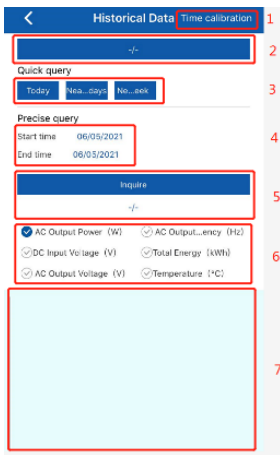 Historical Data Time calibration 1
-/- 2
Quick query
Today Nea...days Ne...eek 3
Precise query
Start time 06/05/2021 4
End time 06/05/2021
Inquire 5
-/-
AC Output Power (W) AC Output...ency (Hz)
DC Input Voltage (V) Total Energy (kWh) 6
AC Output Voltage (V) Temperature (°C)
7